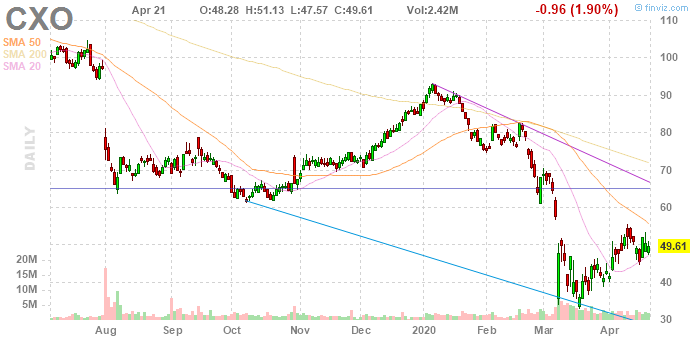 CXO Apr 21 O:48.28 H:51.13 L:47.57 C:49.61 Vol:2.42M -0.96 (1.90%) © finviz.com
SMA 50
SMA 200
SMA 20
DAILY
110
100
90
80
70
60
49.61
40
30
20M
15M
10M
5M
Aug Sep Oct Nov Dec 2020 Feb Mar Apr